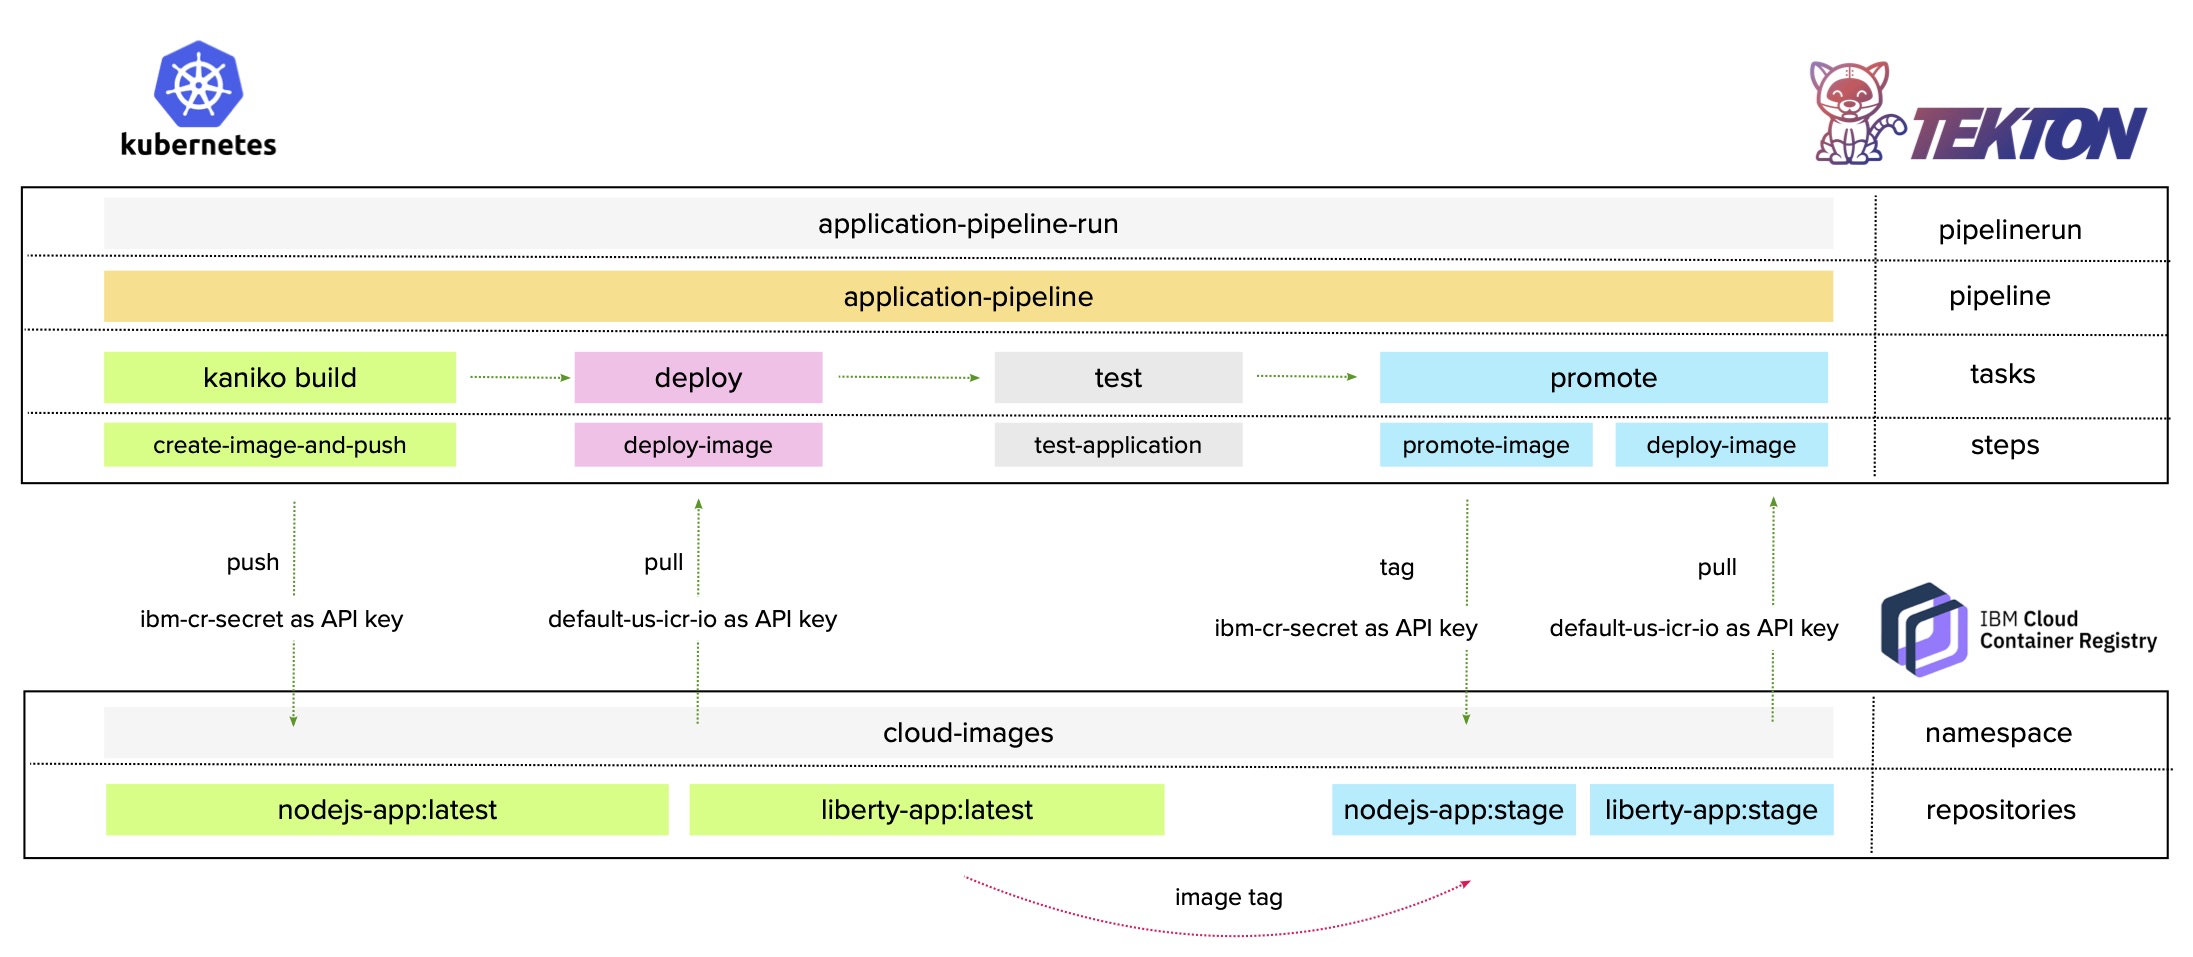 kubernetes
TEKTON
application-pipeline-run
pipelinerun
application-pipeline
pipeline
kaniko build
deploy
test
promote
tasks
create-image-and-push
deploy-image
test-application
promote-image
deploy-image
steps
push
pull
tag
pull
ibm-cr-secret as API key
default-us-icr-io as API key
ibm-cr-secret as API key
default-us-icr-io as API key
IBM Cloud
Container Registry
cloud-images
namespace
nodejs-app:latest
liberty-app:latest
nodejs-app:stage
liberty-app:stage
repositories
image tag